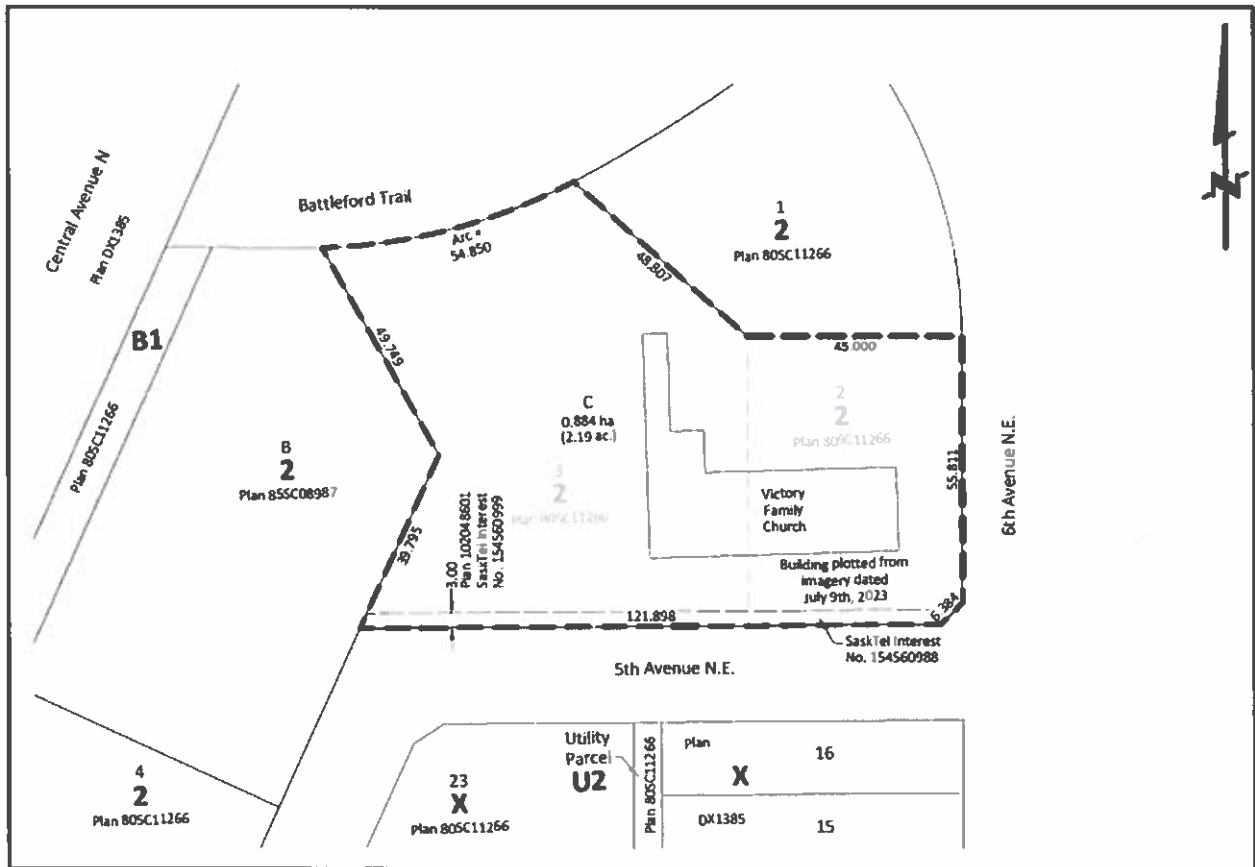 Central Avenue N
Plan DX1385
Battleford Trail
Arc *
54.850
48.807
1
2
Plan 80SC11266
45.000
B1
Plan 80SC11266
49.749
B
2
Plan 85SC08987
39.795
C
0.884 ha
(2.19 ac.)
3
2
Plan 80SC11266
2
2
Plan 80SC11266
55.811
6th Avenue N.E.
Victory
Family
Church
Building plotted from
imagery dated
July 9th, 2023
3.00
Plan 102048601
SaskTel Interest
No. 154560999
121.898
6.384
SaskTel Interest
No. 154560988
5th Avenue N.E.
4
2
Plan 80SC11266
23
X
Plan 80SC11266
Utility
Parcel
U2
Plan 80SC11266
Plan
16
X
DX1385
15